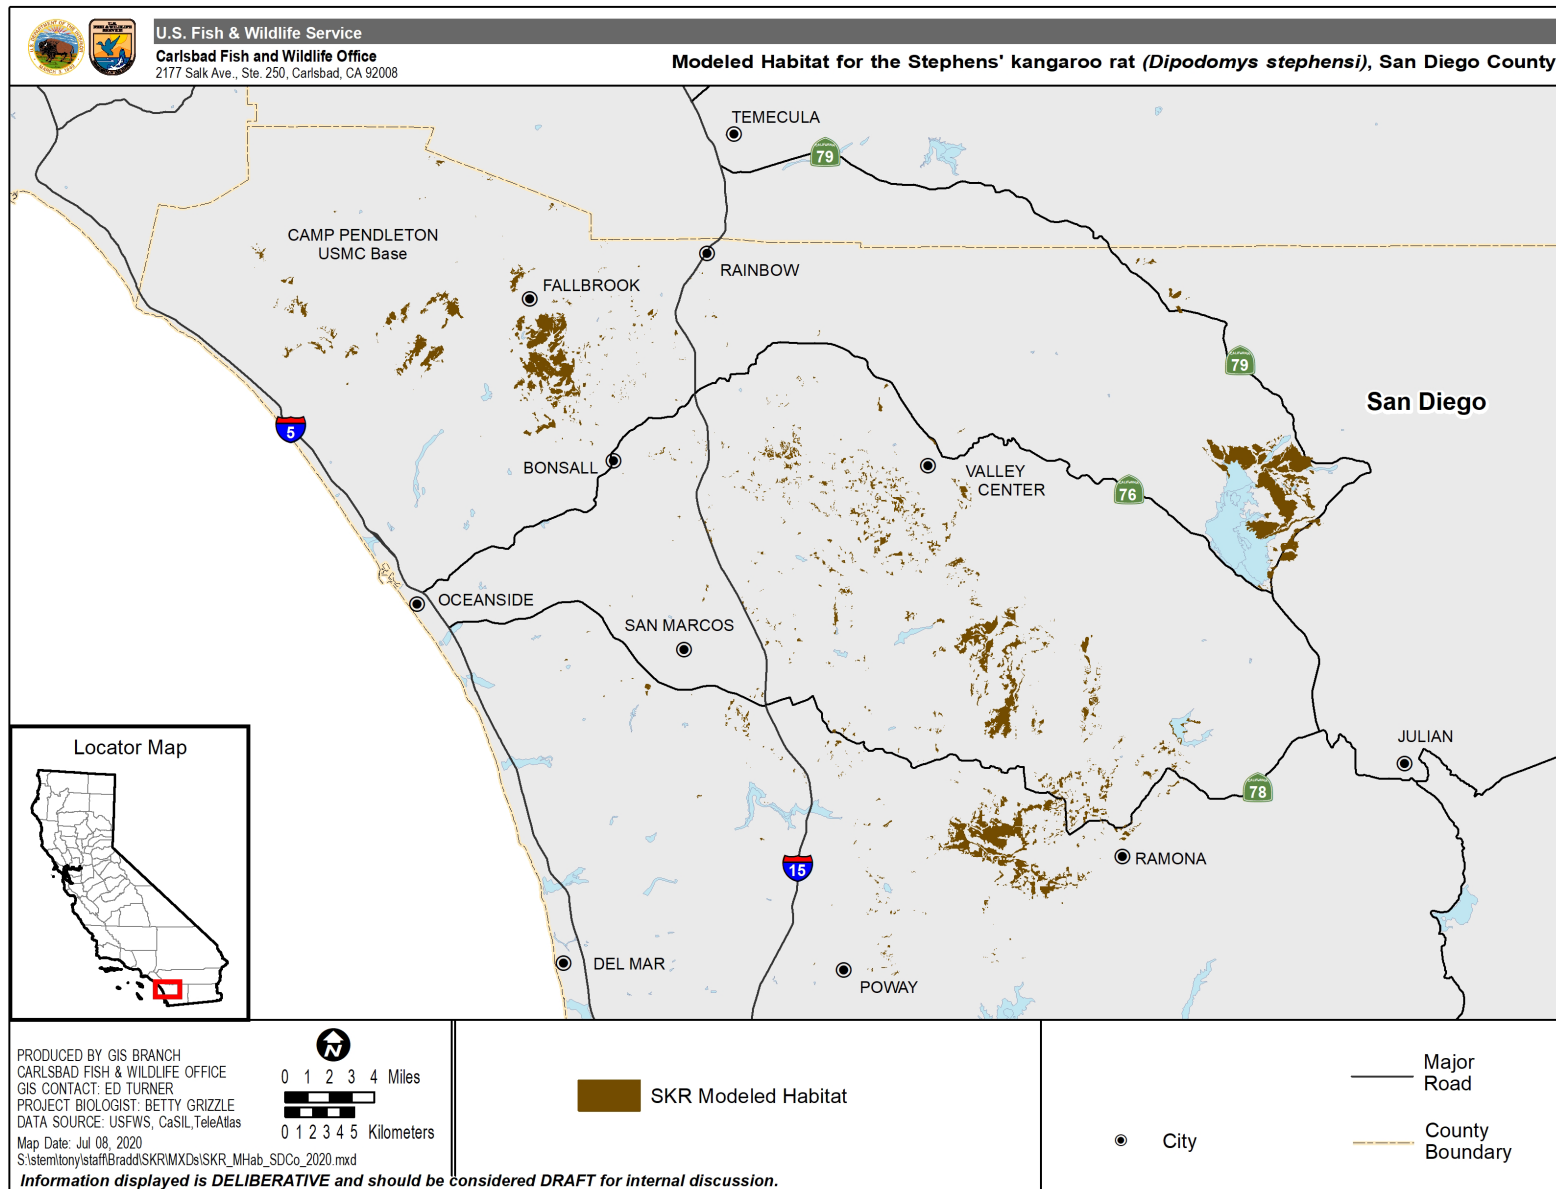 U.S. Fish & Wildlife Service
Carlsbad Fish and Wildlife Office
2177 Salk Ave., Ste. 250, Carlsbad, CA 92008
Modeled Habitat for the Stephens' kangaroo rat (Dipodomys stephensi), San Diego County
TEMECULA
79
CAMP PENDLETON
USMC Base
RAINBOW
FALLBROOK
79
San Diego
5
BONSALL
VALLEY
CENTER
76
OCEANSIDE
SAN MARCOS
JULIAN
78
RAMONA
15
DEL MAR
POWAY
Locator Map
PRODUCED BY GIS BRANCH
CARLSBAD FISH & WILDLIFE OFFICE
GIS CONTACT: ED TURNER
PROJECT BIOLOGIST: BETTY GRIZZLE
DATA SOURCE: USFWS, CaSIL,TeleAtlas
Map Date: Jul 08, 2020
S:\stem\tony\staff\Bradd\SKR\MXDs\SKR_MHab_SDCo_2020.mxd
Information displayed is DELIBERATIVE and should be considered DRAFT for internal discussion.
N
0 1 2 3 4 Miles
0 1 2 3 4 5 Kilometers
SKR Modeled Habitat
City
Major
Road
County
Boundary